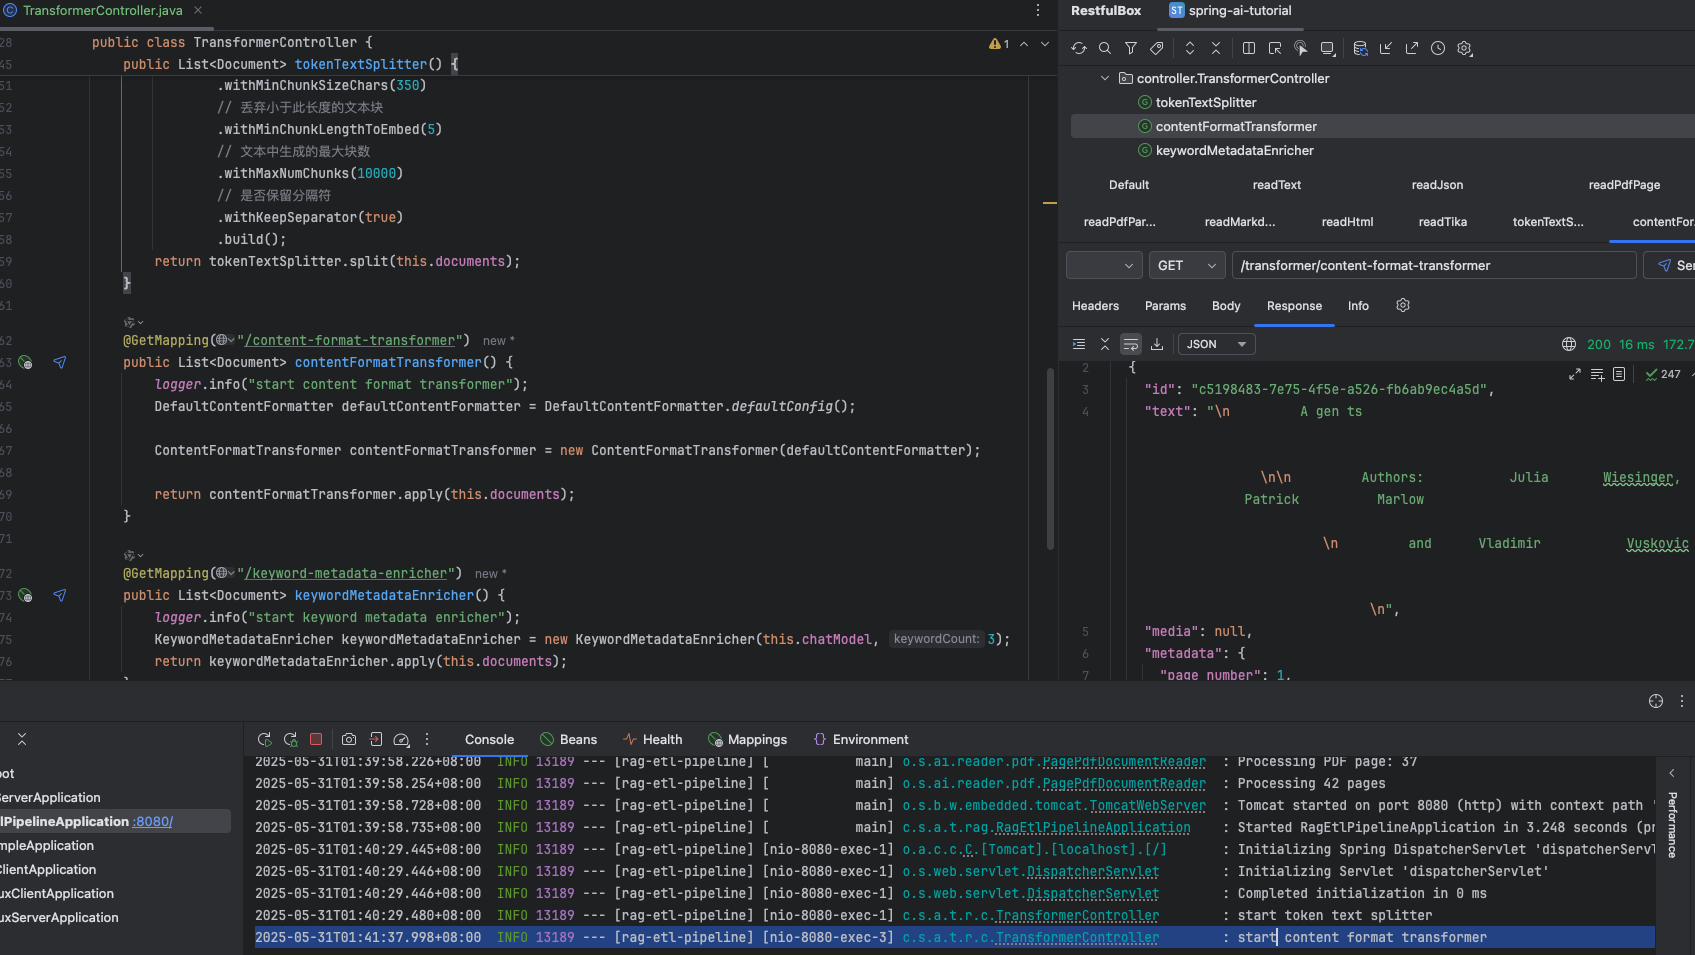 TransformerController.java
28 public class TransformerController {
45 public List<Document> tokenTextSplitter() {
51 .withMinChunkSizeChars(350)
52 // 丢弃小于此长度的文本块
53 .withMinChunkLengthToEmbed(5)
54 // 文本中生成的最大块数
55 .withMaxNumChunks(10000)
56 // 是否保留分隔符
57 .withKeepSeparator(true)
58 .build();
59 return tokenTextSplitter.split(this.documents);
60 }
61
62 @GetMapping("/content-format-transformer") new *
63 public List<Document> contentFormatTransformer() {
64 logger.info("start content format transformer");
65 DefaultContentFormatter defaultContentFormatter = DefaultContentFormatter.defaultConfig();
66
67 ContentFormatTransformer contentFormatTransformer = new ContentFormatTransformer(defaultContentFormatter);
68
69 return contentFormatTransformer.apply(this.documents);
70 }
71
72 @GetMapping("/keyword-metadata-enricher") new *
73 public List<Document> keywordMetadataEnricher() {
74 logger.info("start keyword metadata enricher");
75 KeywordMetadataEnricher keywordMetadataEnricher = new KeywordMetadataEnricher(this.chatModel, keywordCount: 3);
76 return keywordMetadataEnricher.apply(this.documents);
1
RestfulBox ST spring-ai-tutorial
controller.TransformerController
tokenTextSplitter
contentFormatTransformer
keywordMetadataEnricher
Default readText readJson readPdfPage
readPdfPar... readMarkd... readHtml readTika tokenTextS... contentFor
GET /transformer/content-format-transformer Se
Headers Params Body Response Info
JSON 200 16 ms 172.7
247
2 {
3 "id": "c5198483-7e75-4f5e-a526-fb6ab9ec4a5d",
4 "text": "\n A gen ts
\n\n Authors: Julia Wiesinger,
Patrick Marlow
\n and Vladimir Vuskovic
\n",
5 "media": null,
6 "metadata": {
7 "page_number": 1,
Console Beans Health Mappings Environment
oot
ServerApplication
lPipelineApplication :8080/
mpleApplication
ClientApplication
uxClientApplication
uxServerApplication
2025-05-31T01:39:58.226+08:00 INFO 13189 --- [rag-etl-pipeline] [ main] o.s.ai.reader.pdf.PagePdfDocumentReader : Processing PDF page: 37
2025-05-31T01:39:58.254+08:00 INFO 13189 --- [rag-etl-pipeline] [ main] o.s.ai.reader.pdf.PagePdfDocumentReader : Processing 42 pages
2025-05-31T01:39:58.728+08:00 INFO 13189 --- [rag-etl-pipeline] [ main] o.s.b.w.embedded.tomcat.TomcatWebServer : Tomcat started on port 8080 (http) with context path '
2025-05-31T01:39:58.735+08:00 INFO 13189 --- [rag-etl-pipeline] [ main] c.s.a.t.rag.RagEtlPipelineApplication : Started RagEtlPipelineApplication in 3.248 seconds (pr
2025-05-31T01:40:29.445+08:00 INFO 13189 --- [rag-etl-pipeline] [nio-8080-exec-1] o.a.c.c.C.[Tomcat].[localhost].[/] : Initializing Spring DispatcherServlet 'dispatcherServl
2025-05-31T01:40:29.446+08:00 INFO 13189 --- [rag-etl-pipeline] [nio-8080-exec-1] o.s.web.servlet.DispatcherServlet : Initializing Servlet 'dispatcherServlet'
2025-05-31T01:40:29.446+08:00 INFO 13189 --- [rag-etl-pipeline] [nio-8080-exec-1] o.s.web.servlet.DispatcherServlet : Completed initialization in 0 ms
2025-05-31T01:40:29.480+08:00 INFO 13189 --- [rag-etl-pipeline] [nio-8080-exec-1] c.s.a.t.r.c.TransformerController : start token text splitter
2025-05-31T01:41:37.998+08:00 INFO 13189 --- [rag-etl-pipeline] [nio-8080-exec-3] c.s.a.t.r.c.TransformerController : start content format transformer
Performance